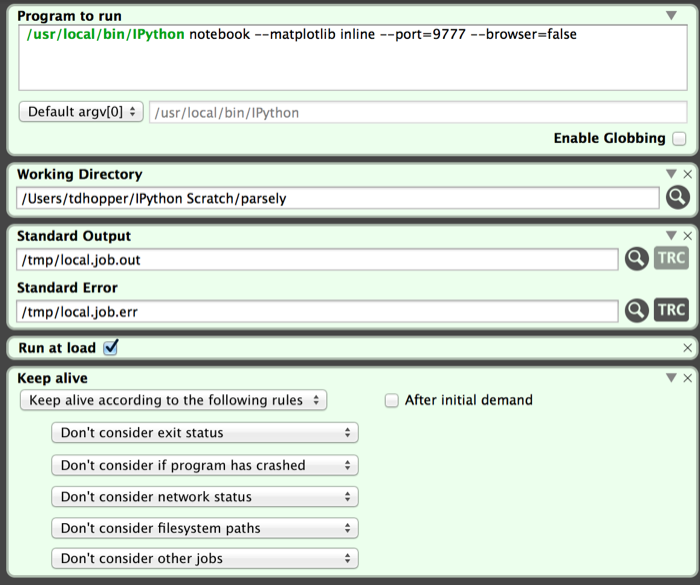 Program to run
/usr/local/bin/IPython notebook --matplotlib inline --port=9777 --browser=false
Default argv[0] /usr/local/bin/IPython
Enable Globbing
Working Directory
/Users/tdhopper/IPython Scratch/parsely
Standard Output
/tmp/local.job.out
TRC
Standard Error
/tmp/local.job.err
TRC
Run at load
Keep alive
Keep alive according to the following rules After initial demand
Don't consider exit status
Don't consider if program has crashed
Don't consider network status
Don't consider filesystem paths
Don't consider other jobs